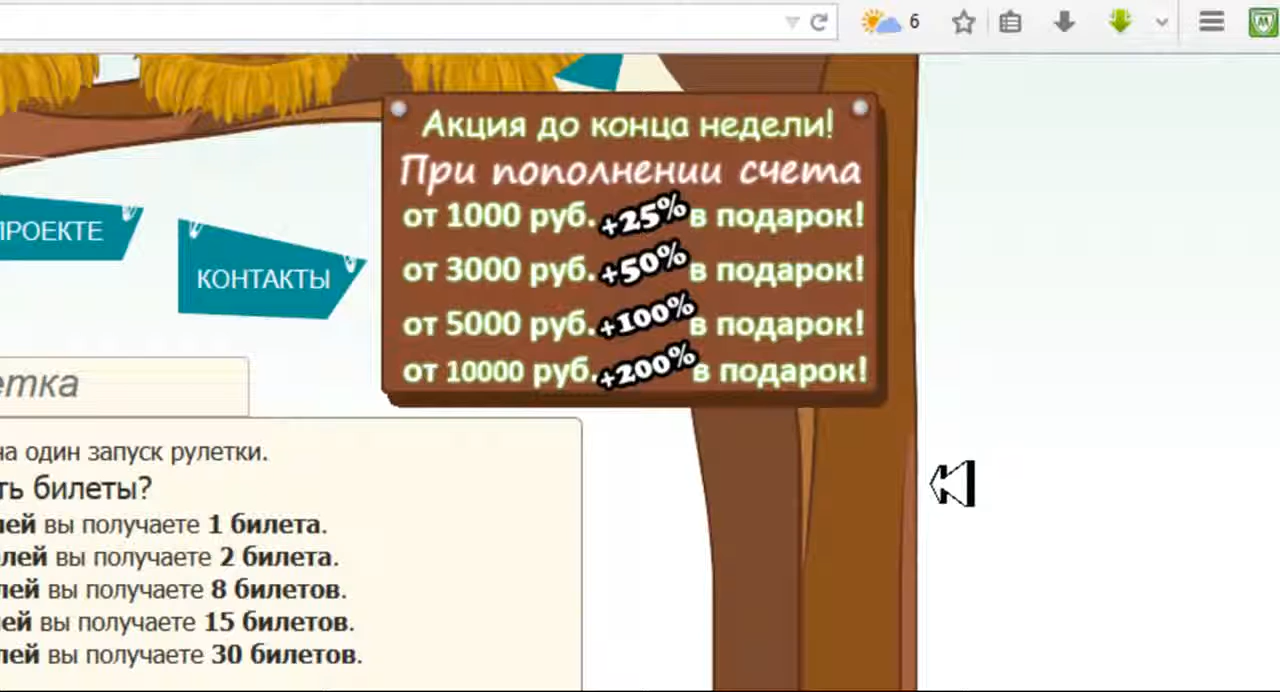 6
Акция до конца недели!
При пополнении счета
от 1000 руб. +25% в подарок!
от 3000 руб. +50% в подарок!
от 5000 руб. +100% в подарок!
от 10000 руб. +200% в подарок!
ПРОЕКТЕ
КОНТАКТЫ
етка
на один запуск рулетки.
ть билеты?
лей вы получаете 1 билета.
лей вы получаете 2 билета.
лей вы получаете 8 билетов.
ей вы получаете 15 билетов.
лей вы получаете 30 билетов.